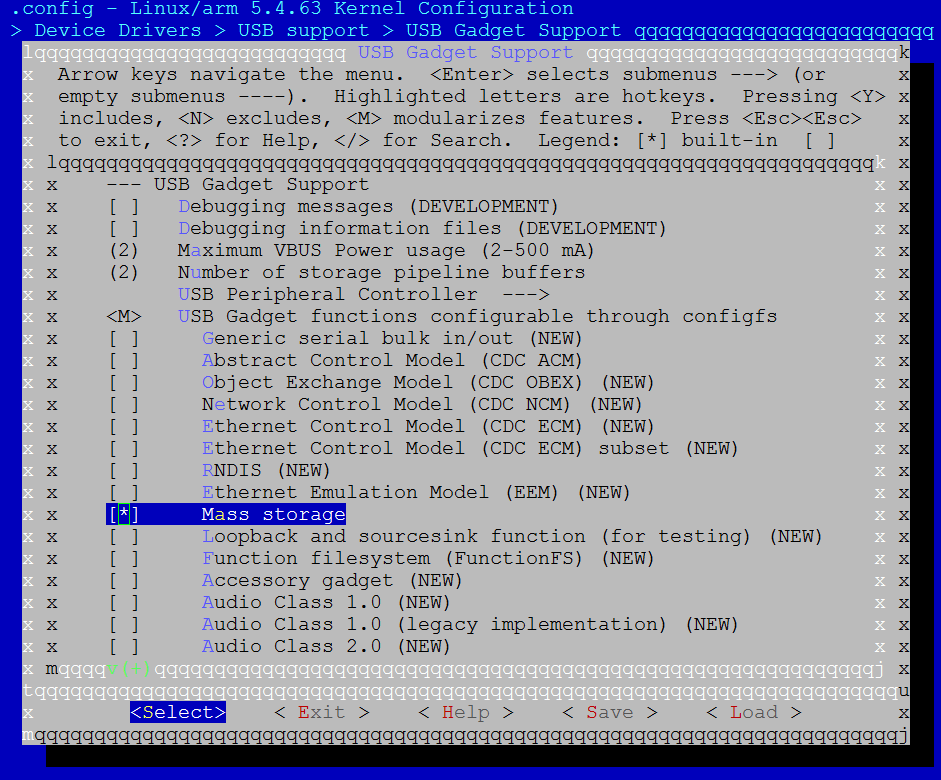 .config - Linux/arm 5.4.63 Kernel Configuration
> Device Drivers > USB support > USB Gadget Support qqqqqqqqqqqqqqqqqqqqqqqqq
lqqqqqqqqqqqqqqqqqqqqqqqqqq USB Gadget Support qqqqqqqqqqqqqqqqqqqqqqqqqqk
x  Arrow keys navigate the menu.  <Enter> selects submenus ---> (or      x
x  empty submenus ----).  Highlighted letters are hotkeys.  Pressing <Y> x
x  includes, <N> excludes, <M> modularizes features.  Press <Esc><Esc>   x
x  to exit, <?> for Help, </> for Search.  Legend: [*] built-in  [ ]     x
x lqqqqqqqqqqqqqqqqqqqqqqqqqqqqqqqqqqqqqqqqqqqqqqqqqqqqqqqqqqqqqqqqqqqqk x
x x    --- USB Gadget Support                                          x x
x x    [ ]   Debugging messages (DEVELOPMENT)                          x x
x x    [ ]   Debugging information files (DEVELOPMENT)                 x x
x x    (2)   Maximum VBUS Power usage (2-500 mA)                       x x
x x    (2)   Number of storage pipeline buffers                        x x
x x          USB Peripheral Controller  --->                           x x
x x    <M>   USB Gadget functions configurable through configfs        x x
x x    [ ]     Generic serial bulk in/out (NEW)                        x x
x x    [ ]     Abstract Control Model (CDC ACM)                        x x
x x    [ ]     Object Exchange Model (CDC OBEX) (NEW)                  x x
x x    [ ]     Network Control Model (CDC NCM) (NEW)                   x x
x x    [ ]     Ethernet Control Model (CDC ECM) (NEW)                  x x
x x    [ ]     Ethernet Control Model (CDC ECM) subset (NEW)           x x
x x    [ ]     RNDIS (NEW)                                             x x
x x    [ ]     Ethernet Emulation Model (EEM) (NEW)                    x x
x x    [*]     Mass storage                                            x x
x x    [ ]     Loopback and sourcesink function (for testing) (NEW)    x x
x x    [ ]     Function filesystem (FunctionFS) (NEW)                  x x
x x    [ ]     Accessory gadget (NEW)                                  x x
x x    [ ]     Audio Class 1.0 (NEW)                                   x x
x x    [ ]     Audio Class 1.0 (legacy implementation) (NEW)           x x
x x    [ ]     Audio Class 2.0 (NEW)                                   x x
x mqqqq (+)qqqqqqqqqqqqqqqqqqqqqqqqqqqqqqqqqqqqqqqqqqqqqqqqqqqqqqqqqqqqj x
tqqqqqqqqqqqqqqqqqqqqqqqqqqqqqqqqqqqqqqqqqqqqqqqqqqqqqqqqqqqqqqqqqqqqqqqqu
x        <Select>    < Exit >    < Help >    < Save >    < Load >        x
mqqqqqqqqqqqqqqqqqqqqqqqqqqqqqqqqqqqqqqqqqqqqqqqqqqqqqqqqqqqqqqqqqqqqqqqqj